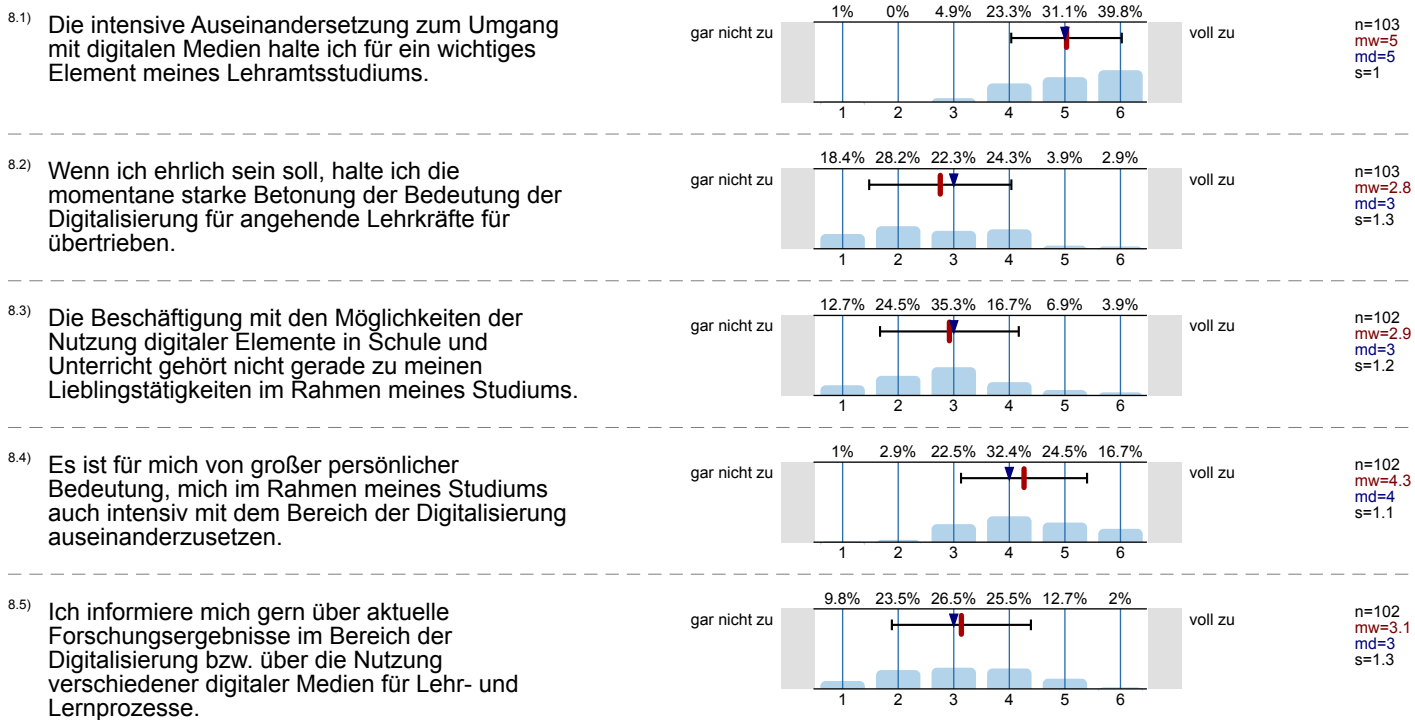 8.1) Die intensive Auseinandersetzung zum Umgang
mit digitalen Medien halte ich für ein wichtiges
Element meines Lehramtsstudiums.
gar nicht zu
1% 0% 4.9% 23.3% 31.1% 39.8%
1 2 3 4 5 6
voll zu
n=103
mw=5
md=5
s=1
8.2) Wenn ich ehrlich sein soll, halte ich die
momentane starke Betonung der Bedeutung der
Digitalisierung für angehende Lehrkräfte für
übertrieben.
gar nicht zu
18.4% 28.2% 22.3% 24.3% 3.9% 2.9%
1 2 3 4 5 6
voll zu
n=103
mw=2.8
md=3
s=1.3
8.3) Die Beschäftigung mit den Möglichkeiten der
Nutzung digitaler Elemente in Schule und
Unterricht gehört nicht gerade zu meinen
Lieblingstätigkeiten im Rahmen meines Studiums.
gar nicht zu
12.7% 24.5% 35.3% 16.7% 6.9% 3.9%
1 2 3 4 5 6
voll zu
n=102
mw=2.9
md=3
s=1.2
8.4) Es ist für mich von großer persönlicher
Bedeutung, mich im Rahmen meines Studiums
auch intensiv mit dem Bereich der Digitalisierung
auseinanderzusetzen.
gar nicht zu
1% 2.9% 22.5% 32.4% 24.5% 16.7%
1 2 3 4 5 6
voll zu
n=102
mw=4.3
md=4
s=1.1
8.5) Ich informiere mich gern über aktuelle
Forschungsergebnisse im Bereich der
Digitalisierung bzw. über die Nutzung
verschiedener digitaler Medien für Lehr- und
Lernprozesse.
gar nicht zu
9.8% 23.5% 26.5% 25.5% 12.7% 2%
1 2 3 4 5 6
voll zu
n=102
mw=3.1
md=3
s=1.3